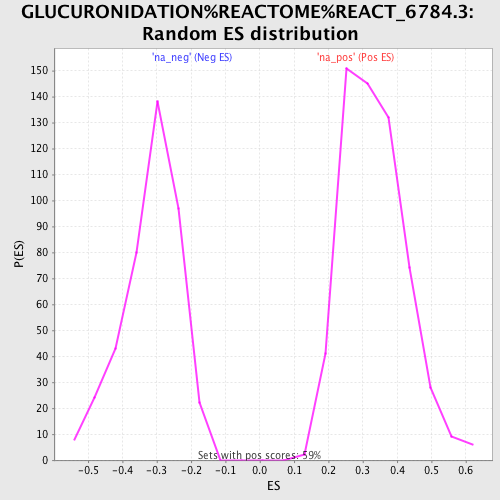 GLUCURONIDATION%REACTOME%REACT_6784.3:
Random ES distribution
'na_neg' (Neg ES)
'na_pos' (Pos ES)
150
140
130
120
110
100
90
80
70
60
50
40
30
20
10
0
P(ES)
Sets with pos scores: 59%
-0.5 -0.4 -0.3 -0.2 -0.1 0.0 0.1 0.2 0.3 0.4 0.5 0.6
ES